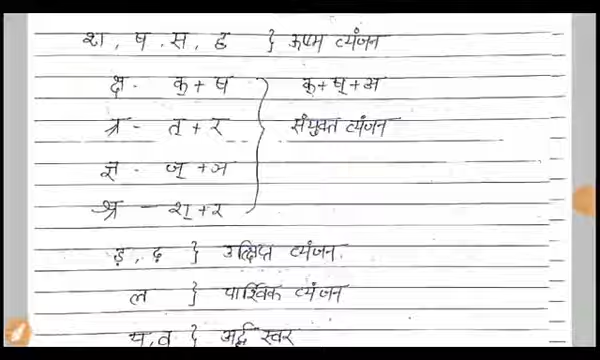 श, ष, स, ह } ऊष्म व्यंजन
क्ष - क् + ष } क् + ष् + अ
त्र - त् + र } संयुक्त व्यंजन
ज्ञ - ज् + ञ
श्र - श् + र
ड़, ढ़ } उत्क्षिप्त व्यंजन.
ल } पार्श्विक व्यंजन
य, व } अर्द्ध स्वर